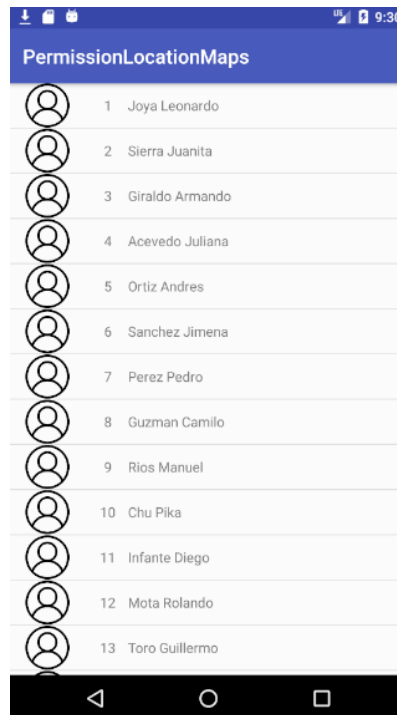 9:30
PermissionLocationMaps
1 Joya Leonardo
2 Sierra Juanita
3 Giraldo Armando
4 Acevedo Juliana
5 Ortiz Andres
6 Sanchez Jimena
7 Perez Pedro
8 Guzman Camilo
9 Rios Manuel
10 Chu Pika
11 Infante Diego
12 Mota Rolando
13 Toro Guillermo